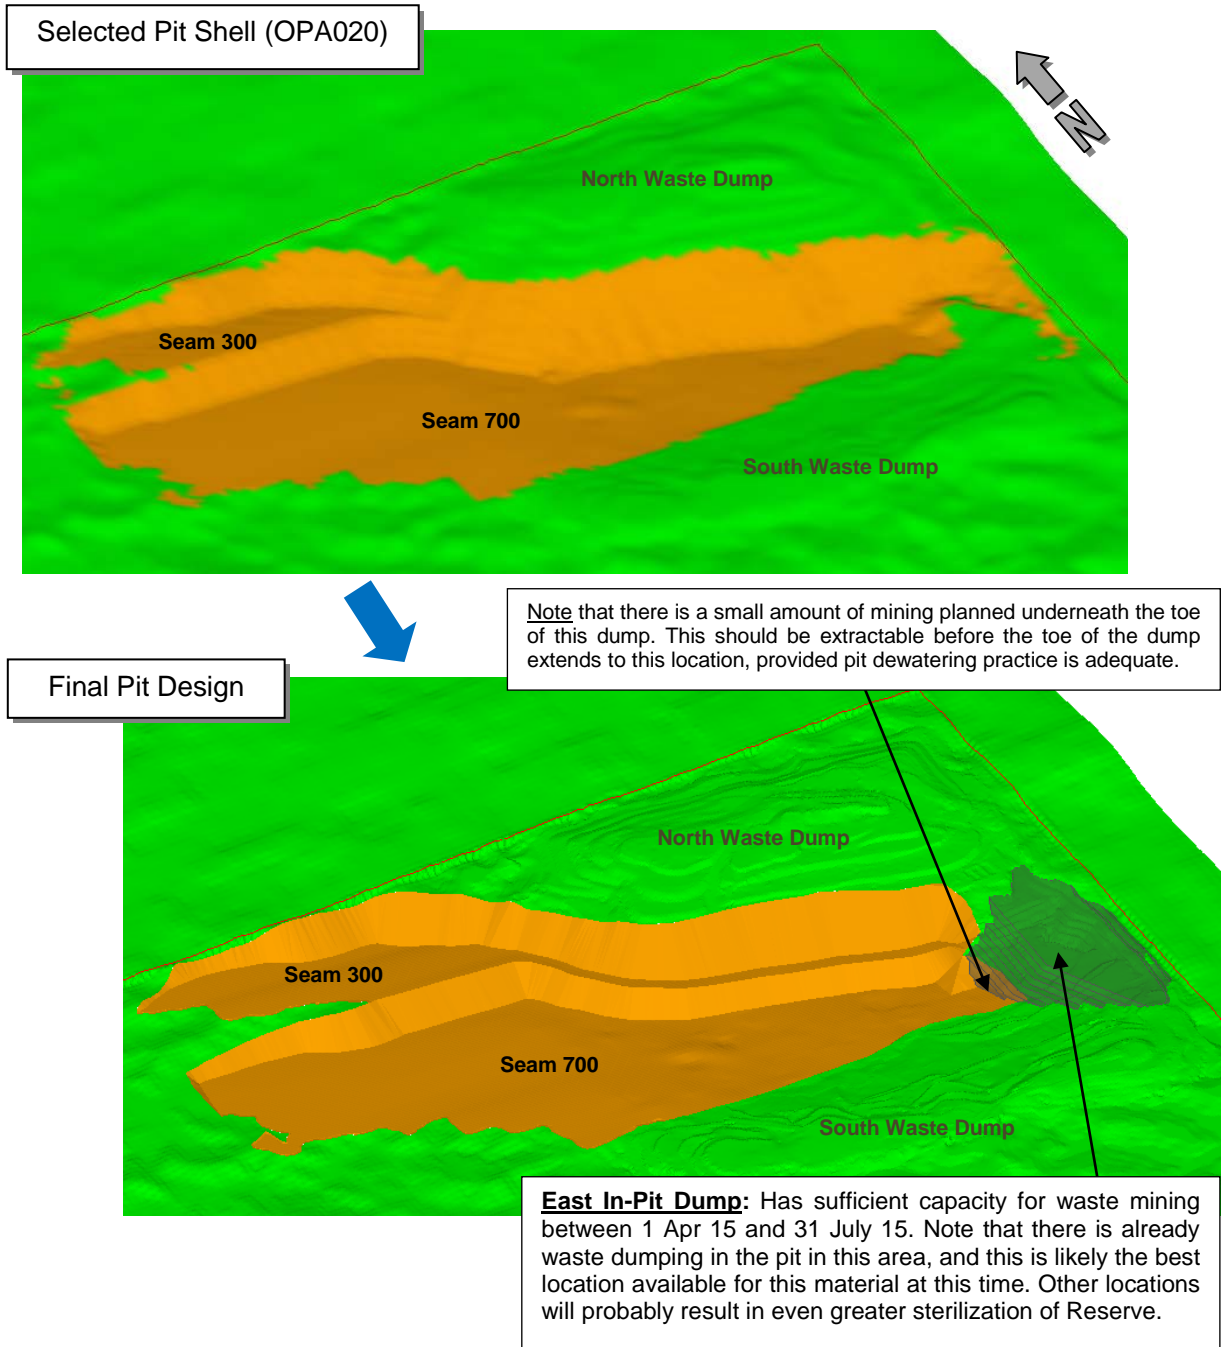 Selected Pit Shell (OPA020)
N
North Waste Dump
Seam 300
Seam 700
South Waste Dump
Note that there is a small amount of mining planned underneath the toe
of this dump. This should be extractable before the toe of the dump
extends to this location, provided pit dewatering practice is adequate.
Final Pit Design
North Waste Dump
Seam 300
Seam 700
South Waste Dump
East In-Pit Dump: Has sufficient capacity for waste mining
between 1 Apr 15 and 31 July 15. Note that there is already
waste dumping in the pit in this area, and this is likely the best
location available for this material at this time. Other locations
will probably result in even greater sterilization of Reserve.